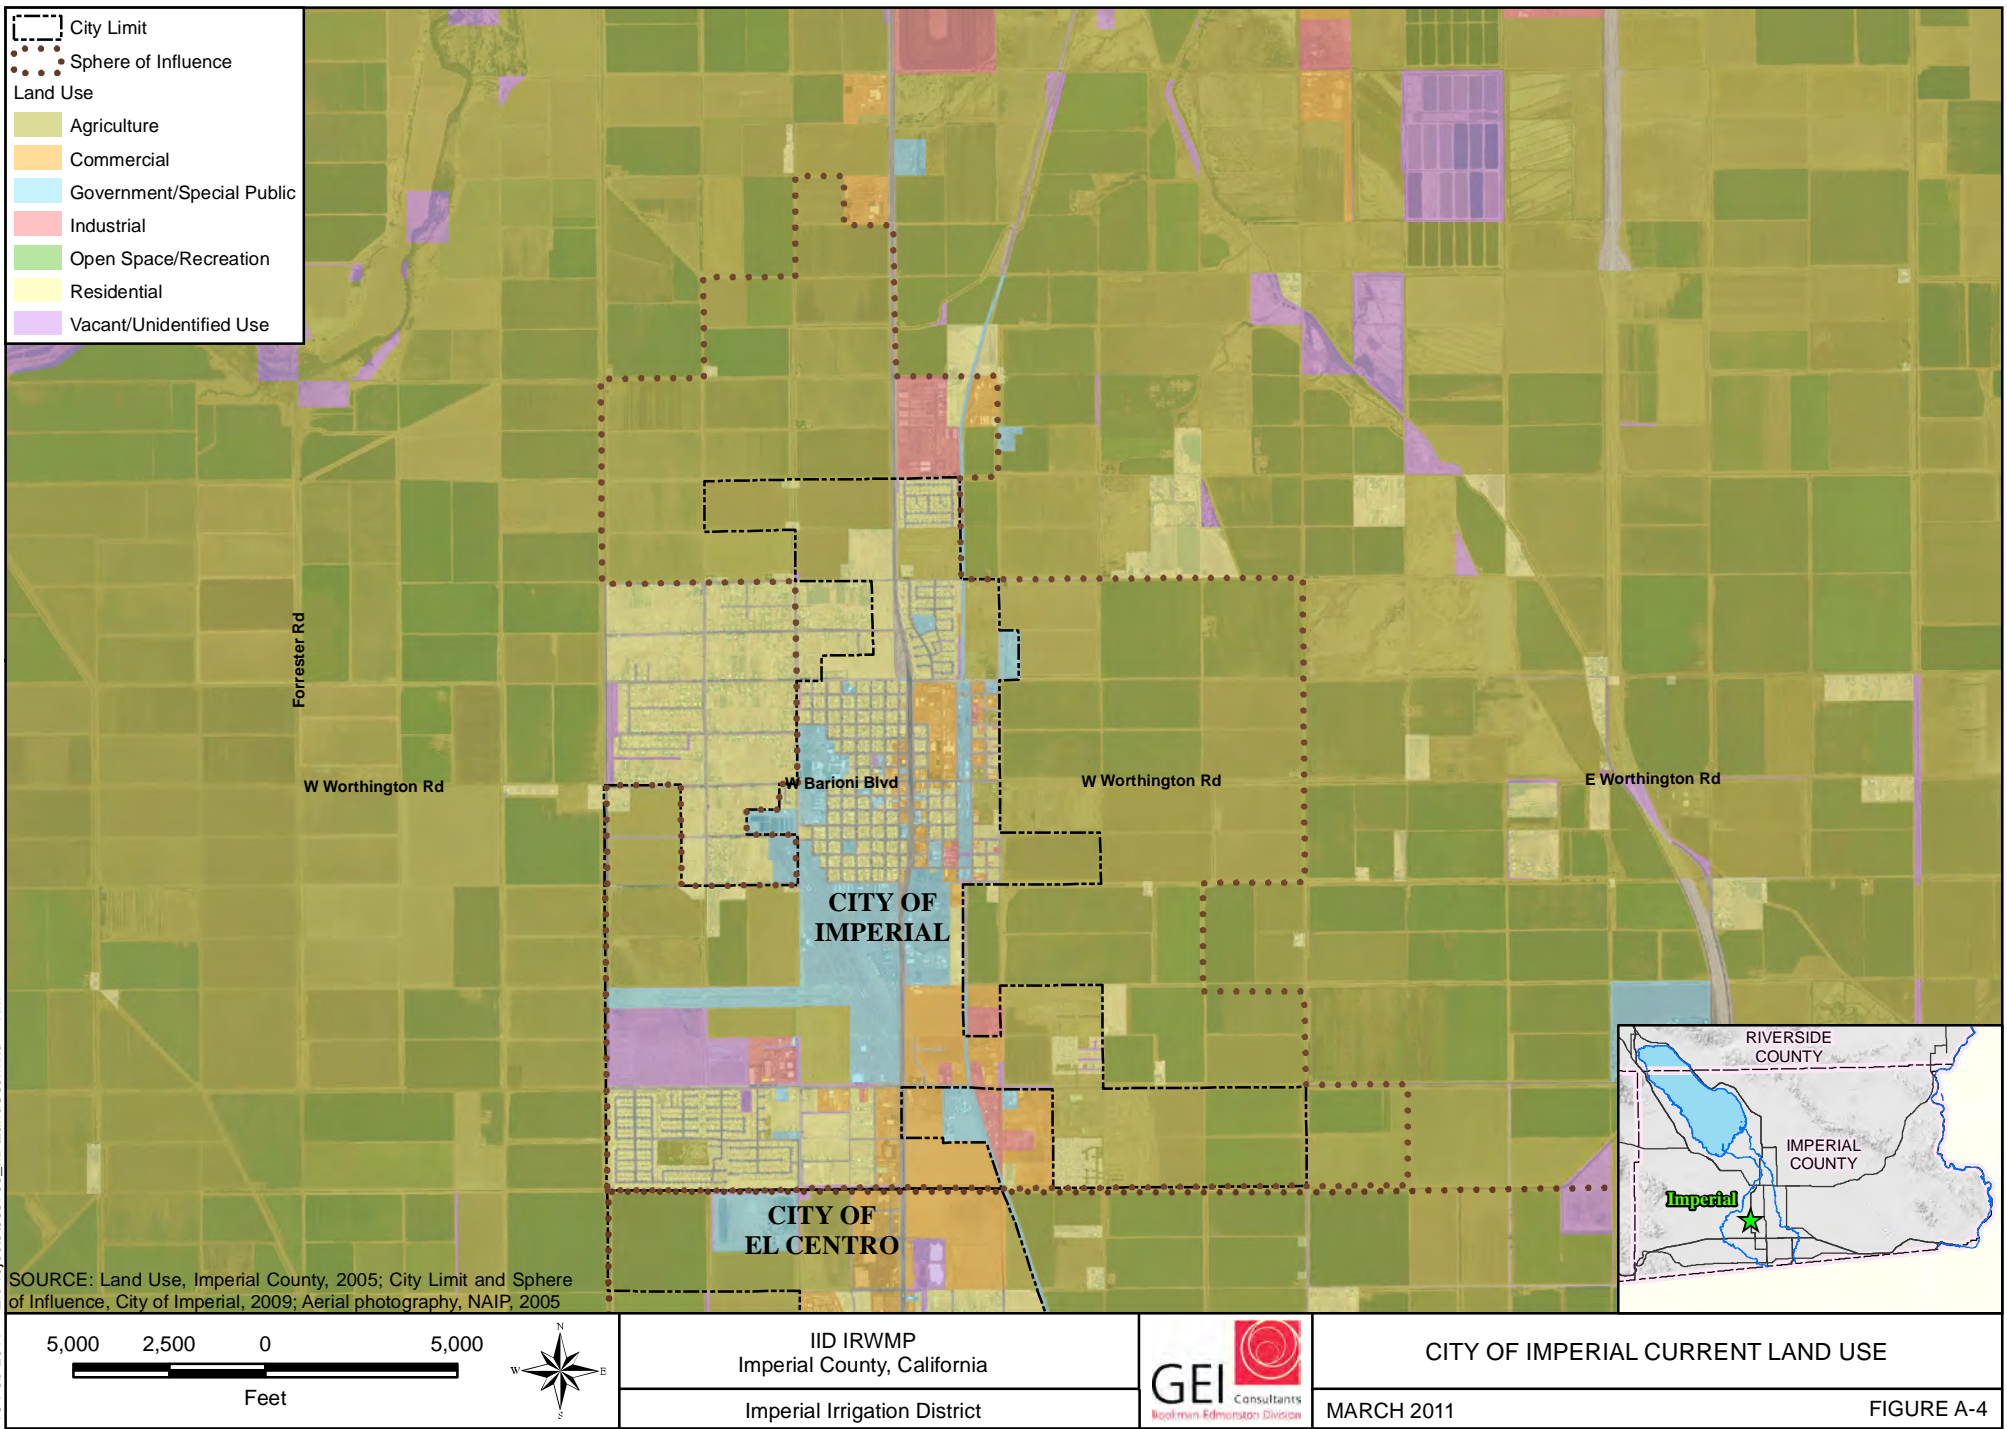 City Limit
Sphere of Influence
Land Use
Agriculture
Commercial
Government/Special Public
Industrial
Open Space/Recreation
Residential
Vacant/Unidentified Use
Forrester Rd
W Worthington Rd
W Barioni Blvd
W Worthington Rd
E Worthington Rd
CITY OF
IMPERIAL
CITY OF
EL CENTRO
RIVERSIDE
COUNTY
IMPERIAL
COUNTY
Imperial
SOURCE: Land Use, Imperial County, 2005; City Limit and Sphere
of Influence, City of Imperial, 2009; Aerial photography, NAIP, 2005
5,000 2,500 0 5,000
Feet
N
W E
S
IID IRWMP
Imperial County, California
Imperial Irrigation District
GEI Consultants
Bookman-Edmonston Division
CITY OF IMPERIAL CURRENT LAND USE
MARCH 2011
FIGURE A-4